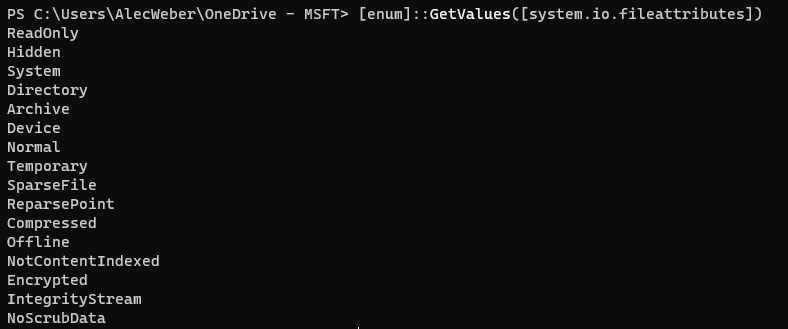 PS C:\Users\AlecWeber\OneDrive - MSFT> [enum]::GetValues([system.io.fileattributes])
ReadOnly
Hidden
System
Directory
Archive
Device
Normal
Temporary
SparseFile
ReparsePoint
Compressed
Offline
NotContentIndexed
Encrypted
IntegrityStream
NoScrubData